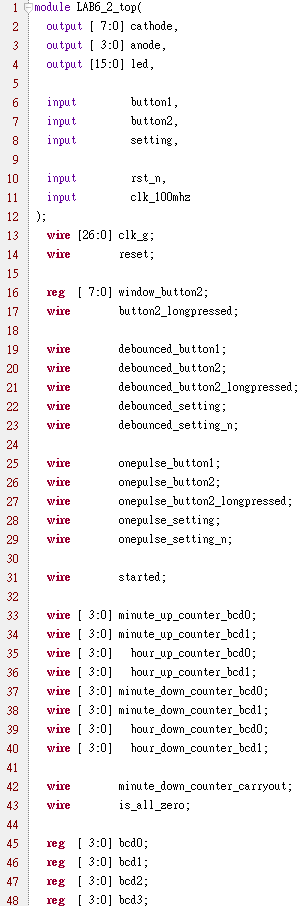 1 module LAB6_2_top(
2 output [ 7:0] cathode,
3 output [ 3:0] anode,
4 output [15:0] led,
5
6 input button1,
7 input button2,
8 input setting,
9
10 input rst_n,
11 input clk_100mhz
12 );
13 wire [26:0] clk_g;
14 wire reset;
15
16 reg [ 7:0] window_button2;
17 wire button2_longpressed;
18
19 wire debounced_button1;
20 wire debounced_button2;
21 wire debounced_button2_longpressed;
22 wire debounced_setting;
23 wire debounced_setting_n;
24
25 wire onepulse_button1;
26 wire onepulse_button2;
27 wire onepulse_button2_longpressed;
28 wire onepulse_setting;
29 wire onepulse_setting_n;
30
31 wire started;
32
33 wire [ 3:0] minute_up_counter_bcd0;
34 wire [ 3:0] minute_up_counter_bcd1;
35 wire [ 3:0] hour_up_counter_bcd0;
36 wire [ 3:0] hour_up_counter_bcd1;
37 wire [ 3:0] minute_down_counter_bcd0;
38 wire [ 3:0] minute_down_counter_bcd1;
39 wire [ 3:0] hour_down_counter_bcd0;
40 wire [ 3:0] hour_down_counter_bcd1;
41
42 wire minute_down_counter_carryout;
43 wire is_all_zero;
44
45 reg [ 3:0] bcd0;
46 reg [ 3:0] bcd1;
47 reg [ 3:0] bcd2;
48 reg [ 3:0] bcd3;